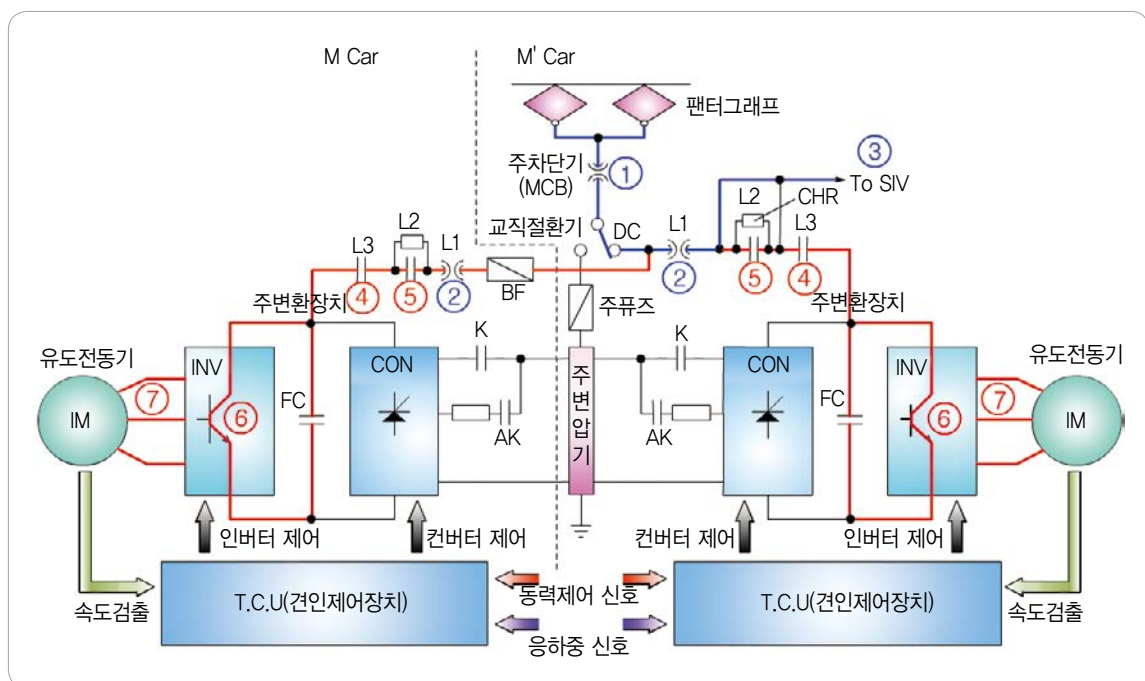 M Car
M' Car
팬터그래프
주차단기
(MCB)
①
③
To SIV
교직절환기
DC
L1
L2
CHR
L3
L3
L2
L1
④
⑤
②
BF
②
⑤
④
주변환장치
주퓨즈
주변환장치
유도전동기
INV
CON
K
K
CON
INV
유도전동기
IM
⑦
⑥
FC
AK
주변압기
AK
FC
⑥
⑦
IM
인버터 제어
컨버터 제어
컨버터 제어
인버터 제어
속도검출
T.C.U(견인제어장치)
동력제어 신호
응하중 신호
T.C.U(견인제어장치)
속도검출